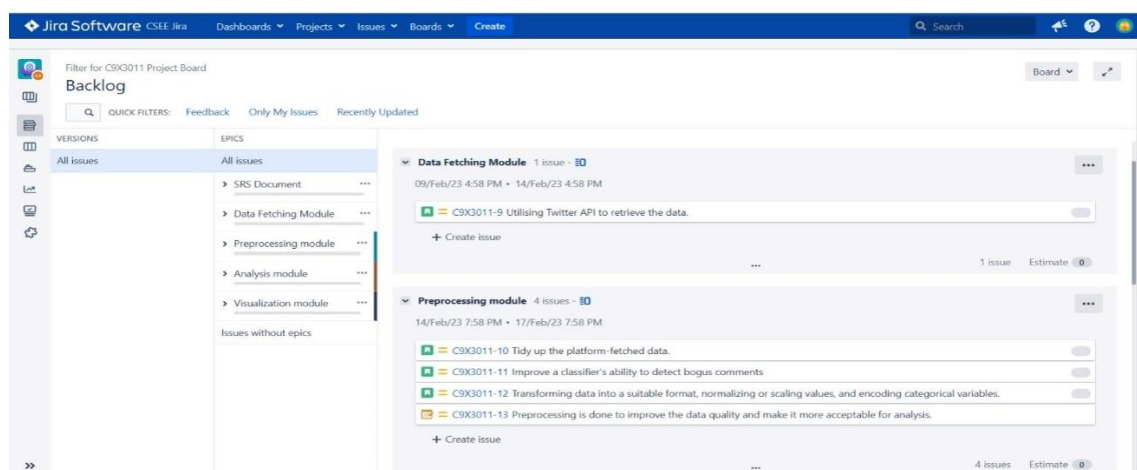 Jira Software CSEE Jira Dashboards Projects Issues Boards Create Search
Filter for C9X3011 Project Board
Backlog
Board
QUICK FILTERS: Feedback Only My Issues Recently Updated
VERSIONS
All issues
EPICS
All issues
SRS Document
Data Fetching Module
Preprocessing module
Analysis module
Visualization module
Issues without epics
Data Fetching Module 1 issue -
09/Feb/23 4:58 PM • 14/Feb/23 4:58 PM
C9X3011-9 Utilising Twitter API to retrieve the data.
+ Create issue
1 issue Estimate 0
Preprocessing module 4 issues -
14/Feb/23 7:58 PM • 17/Feb/23 7:58 PM
C9X3011-10 Tidy up the platform-fetched data.
C9X3011-11 Improve a classifier's ability to detect bogus comments
C9X3011-12 Transforming data into a suitable format, normalizing or scaling values, and encoding categorical variables.
C9X3011-13 Preprocessing is done to improve the data quality and make it more acceptable for analysis.
+ Create issue
4 issues Estimate 0